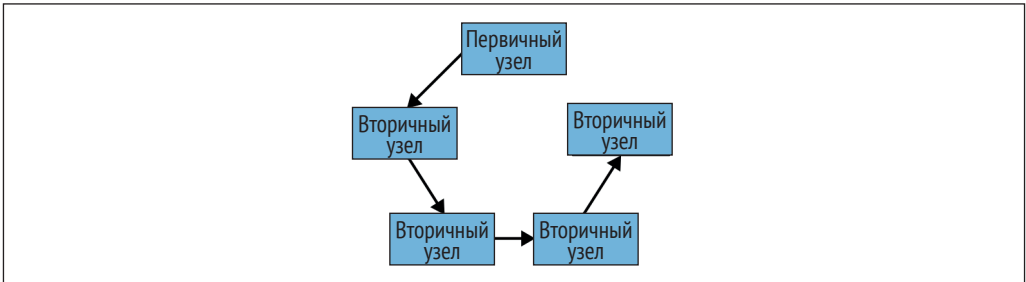 Первичный
узел
Вторичный
узел
Вторичный
узел
Вторичный
узел
Вторичный
узел